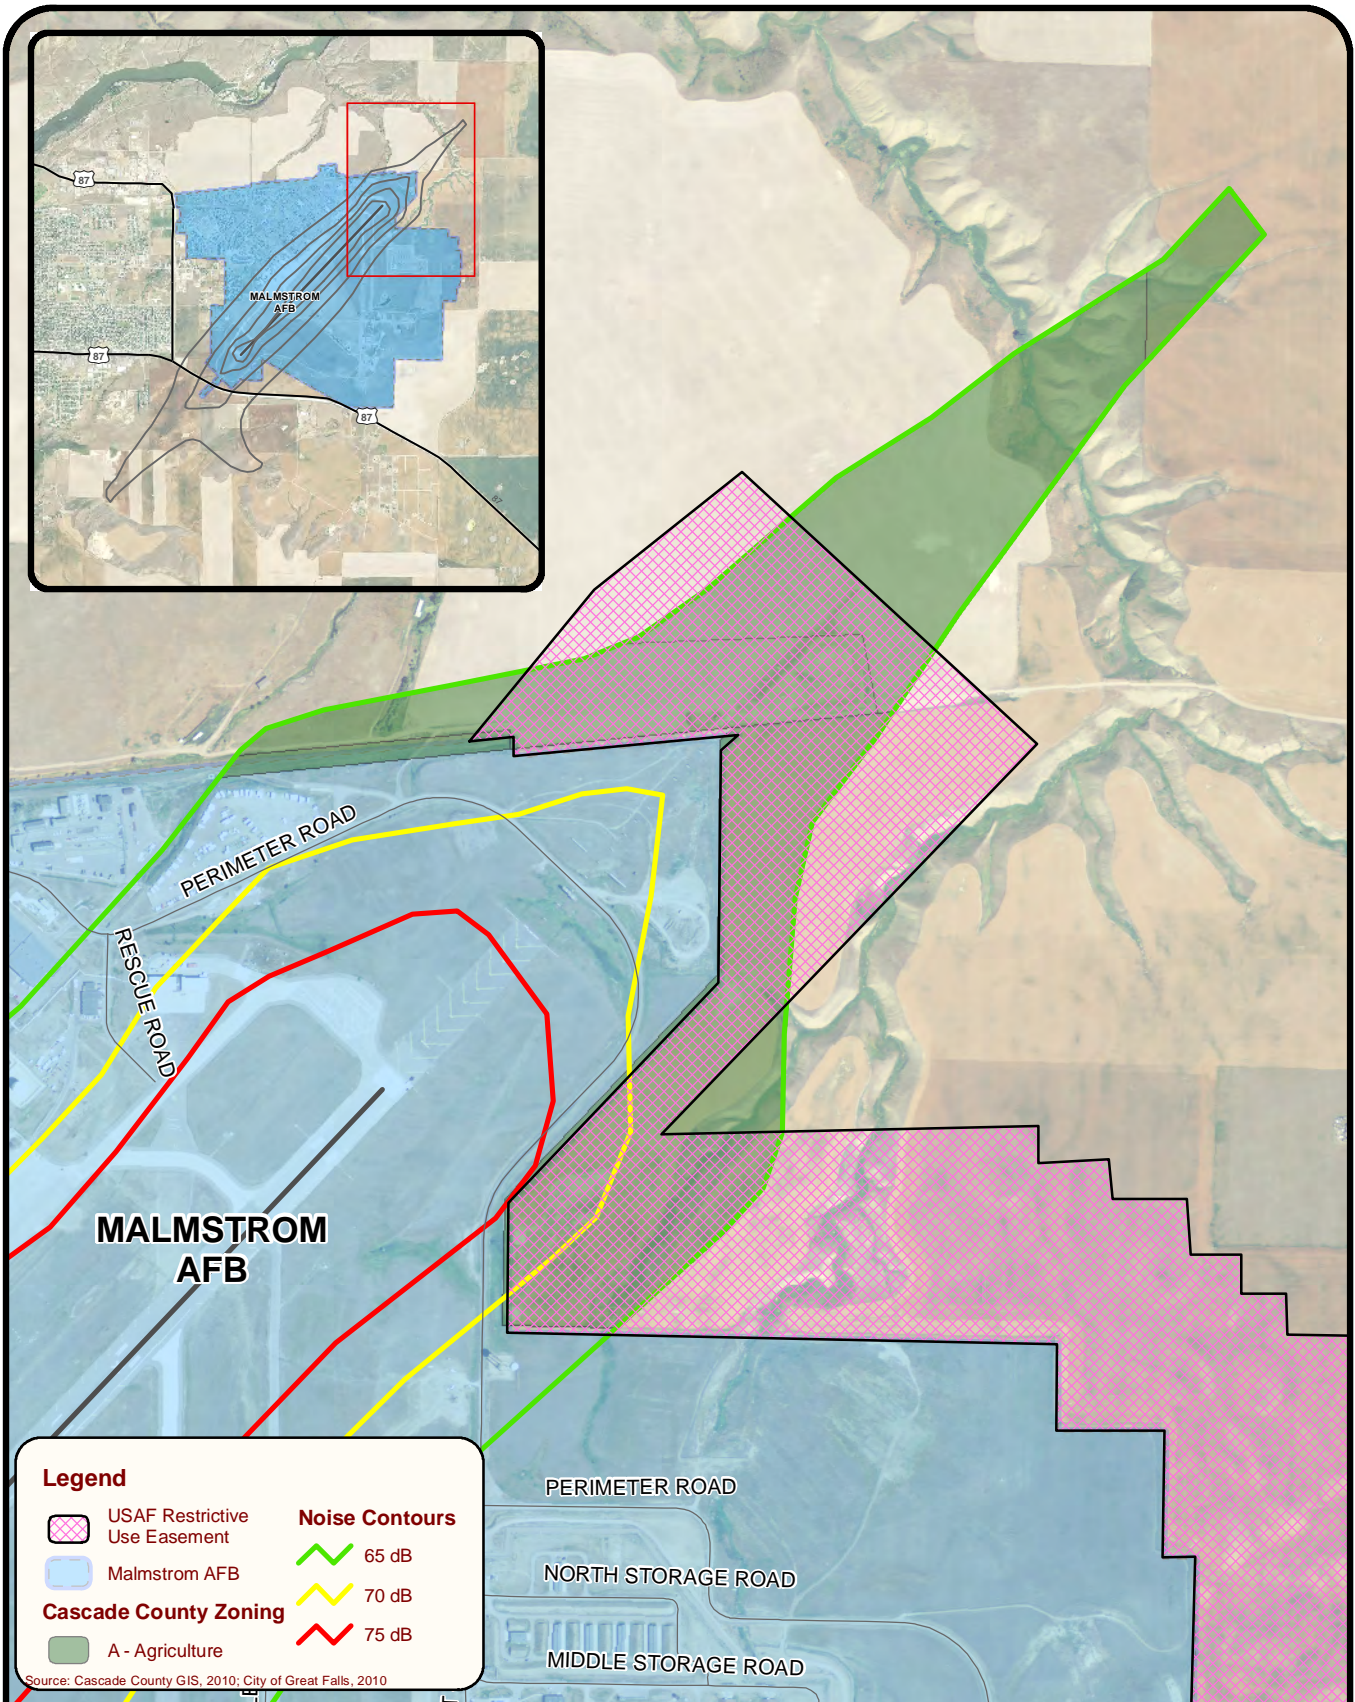 87
87
MALMSTROM
AFB
87
87
PERIMETER ROAD
RESCUE ROAD
MALMSTROM
AFB
PERIMETER ROAD
NORTH STORAGE ROAD
MIDDLE STORAGE ROAD
Legend
USAF Restrictive
Use Easement
Malmstrom AFB
Cascade County Zoning
A - Agriculture
Noise Contours
65 dB
70 dB
75 dB
Source: Cascade County GIS, 2010; City of Great Falls, 2010